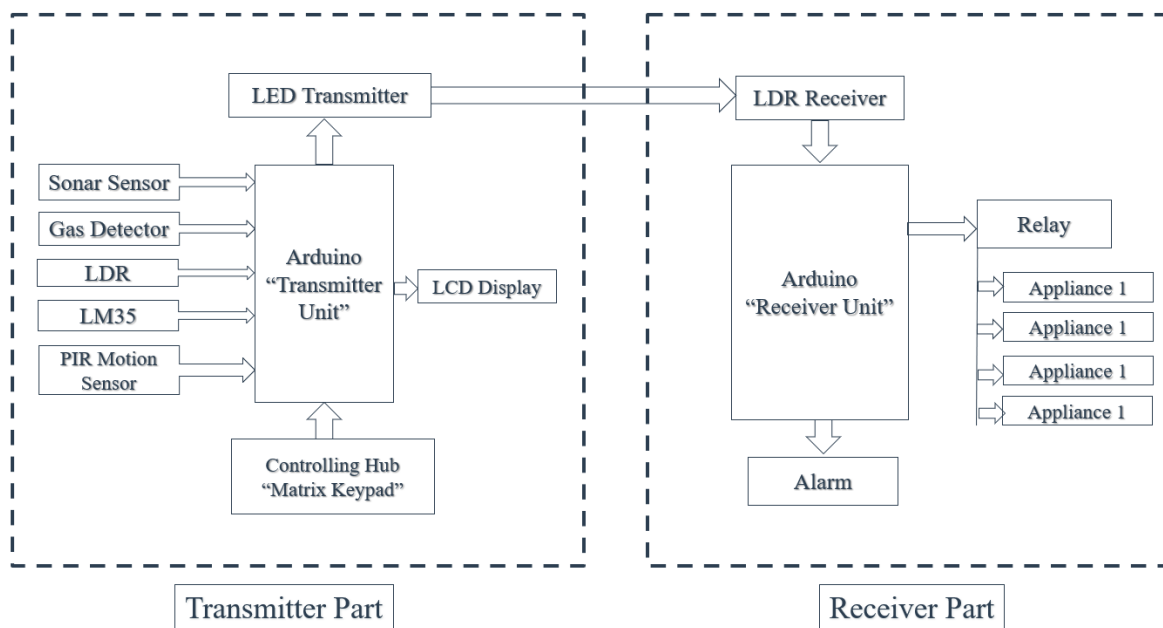 LED Transmitter
LDR Receiver
Sonar Sensor
Gas Detector
LDR
LM35
PIR Motion
Sensor
Arduino
“Transmitter
Unit”
LCD Display
Controlling Hub
“Matrix Keypad”
Arduino
“Receiver Unit”
Relay
Appliance 1
Appliance 1
Appliance 1
Appliance 1
Alarm
Transmitter Part
Receiver Part